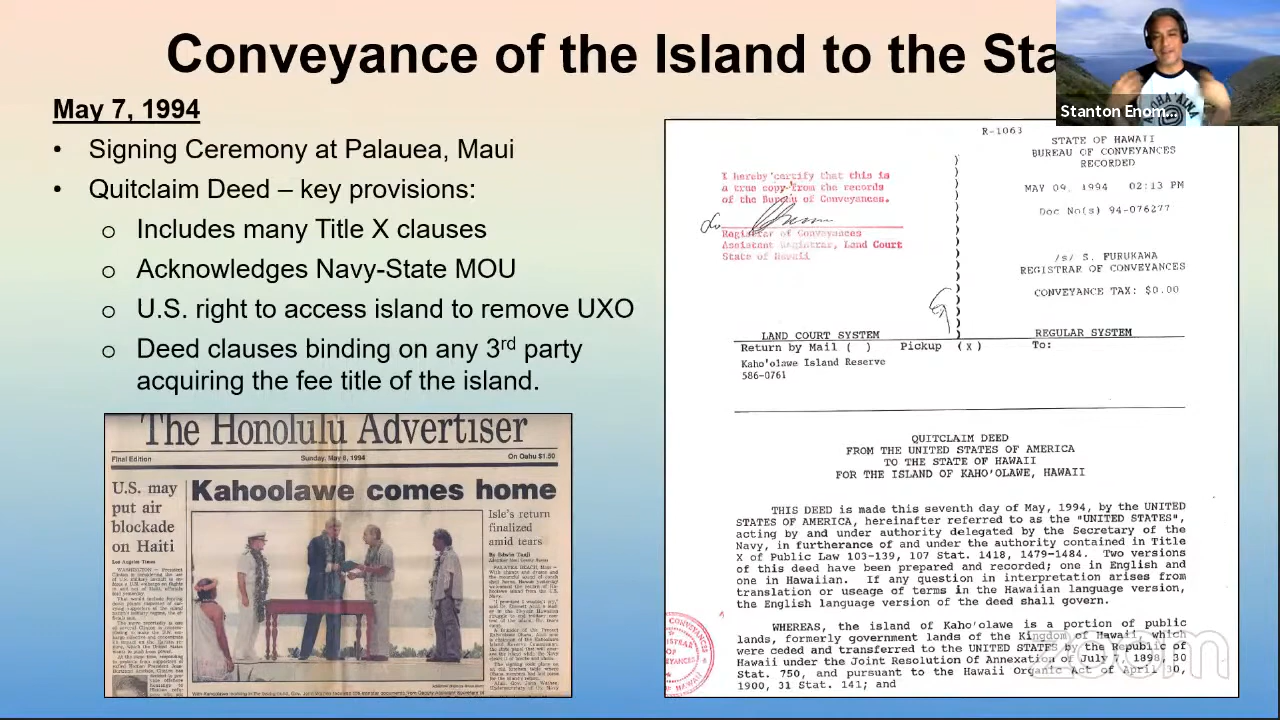 Conveyance of the Island to the Sta
Stanton Enom...
May 7, 1994
• Signing Ceremony at Palauea, Maui
• Quitclaim Deed – key provisions:
o Includes many Title X clauses
o Acknowledges Navy-State MOU
o U.S. right to access island to remove UXO
o Deed clauses binding on any 3rd party
acquiring the fee title of the island.
The Honolulu Advertiser
Final Edition
Sunday, May 8, 1994
On Oahu $1.50
U.S. may
put air
blockade
on Haiti
Los Angeles Times
Kahoolawe comes home
Isle's return
finalized
amid tears
R-1063
STATE OF HAWAII
BUREAU OF CONVEYANCES
RECORDED
MAY 09, 1994 02:13 PM
Doc No(s) 94-076277
/s/ S. FURUKAWA
REGISTRAR OF CONVEYANCES
CONVEYANCE TAX: $0.00
I hereby certify that this is
a true copy from the records
of the Bureau of Conveyances.
Registrar of Conveyances
Assistant Registrar, Land Court
State of Hawaii
LAND COURT SYSTEM
REGULAR SYSTEM
Return by Mail ( ) Pickup (x) To:
Kaho'olawe Island Reserve
586-0761
QUITCLAIM DEED
FROM THE UNITED STATES OF AMERICA
TO THE STATE OF HAWAII
FOR THE ISLAND OF KAHO'OLAWE, HAWAII
THIS DEED is made this seventh day of May, 1994, by the UNITED
STATES OF AMERICA, hereinafter referred to as the "UNITED STATES",
acting by and under authority delegated by the Secretary of the
Navy, in furtherance of and under the authority contained in Title
X of Public Law 103-139, 107 Stat. 1418, 1479-1484. Two versions
of this deed have been prepared and recorded; one in English and
one in Hawaiian. If any question in interpretation arises from
translation or useage of terms in the Hawaiian language version,
the English language version of the deed shall govern.
WHEREAS, the island of Kaho'olawe is a portion of public
lands, formerly government lands of the Kingdom of Hawaii, which
were ceded and transferred to the UNITED STATES by the Republic of
Hawaii under the Joint Resolution of Annexation of July 7, 1898, 30
Stat. 750, and pursuant to the Hawaii Organic Act of April 30,
1900, 31 Stat. 141; and
zoom